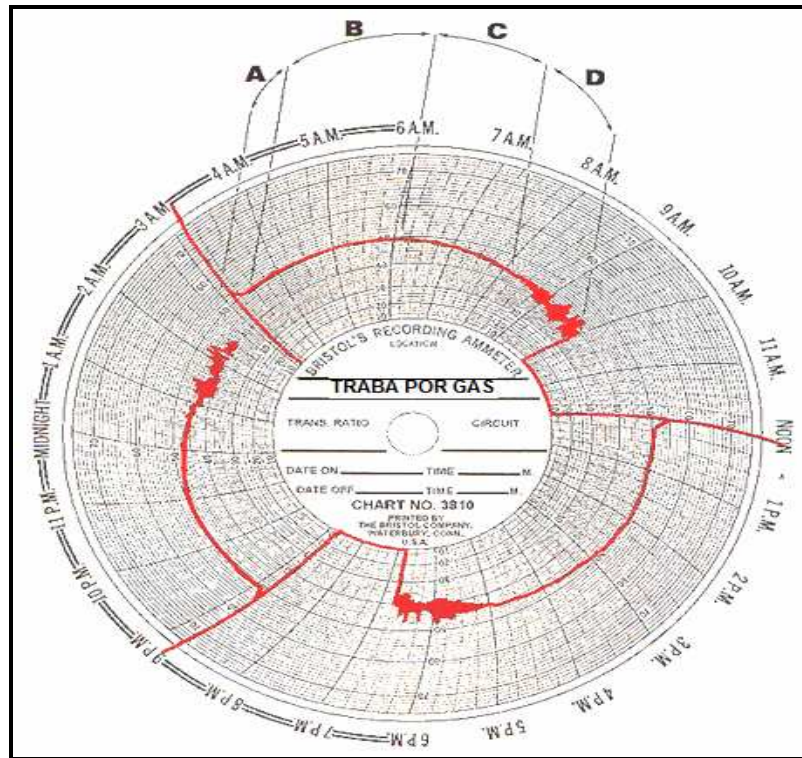 A
B
C
D
3 A.M.
4 A.M.
5 A.M.
6 A.M.
7 A.M.
8 A.M.
9 A.M.
10 A.M.
11 A.M.
NOON
1 P.M.
2 P.M.
3 P.M.
4 P.M.
5 P.M.
6 P.M.
7 P.M.
8 P.M.
9 P.M.
10 P.M.
11 P.M.
MIDNIGHT
1 A.M.
2 A.M.
BRISTOL'S RECORDING AMMETER
LOCATION
TRABA POR GAS
TRANS. RATIO CIRCUIT
DATE ON TIME M.
DATE OFF TIME M.
CHART NO. 3810
PRINTED BY
THE BRISTOL COMPANY,
WATERBURY, CONN.,
U.S.A.